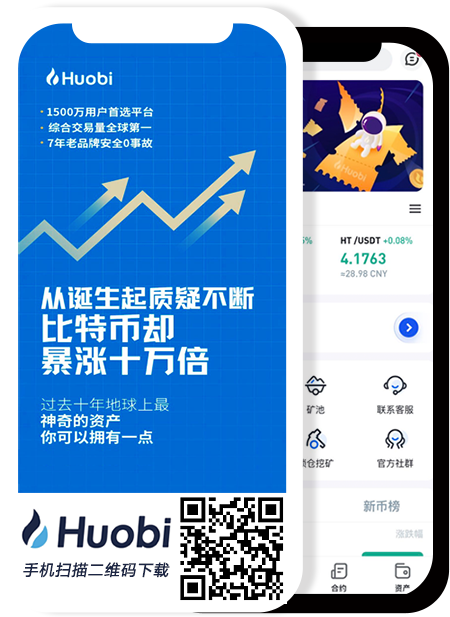 Huobi
· 1500万用户首选平台
· 综合交易量全球第一
· 7年老品牌安全0事故
从诞生起质疑不断
比特币却
暴涨十万倍
过去十年地球上最
神奇的资产
你可以拥有一点
Huobi
手机扫描二维码下载
Huobi
5%
HT /USDT +0.08%
4.1763
≈28.98 CNY
矿池
联系客服
锁仓挖矿
官方社群
新币榜
涨跌幅
合约
资产